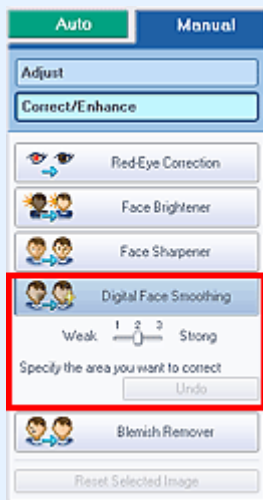 Auto Manual
Adjust
Correct/Enhance
Red-Eye Correction
Face Brightener
Face Sharpener
Digital Face Smoothing
1 2 3
Weak Strong
Specify the area you want to correct
Undo
Blemish Remover
Reset Selected Image